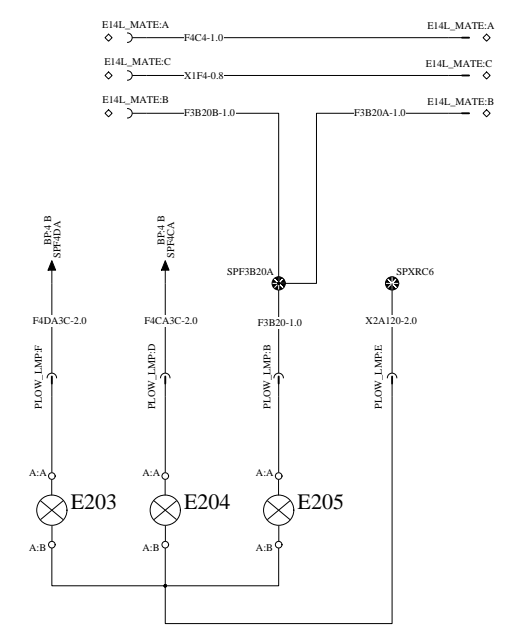 E14L_MATE:A
E14L_MATE:A
F4C4-1.0
E14L_MATE:C
E14L_MATE:C
X1F4-0.8
E14L_MATE:B
E14L_MATE:B
F3B20B-1.0
F3B20A-1.0
BP:4 B
SPF4DA
BP:4 B
SPF4CA
SPF3B20A
SPXRC6
F4DA3C-2.0
F4CA3C-2.0
F3B20-1.0
X2A120-2.0
PLOW_LMP:F
PLOW_LMP:D
PLOW_LMP:B
PLOW_LMP:E
A:A
A:A
A:A
E203
E204
E205
A:B
A:B
A:B